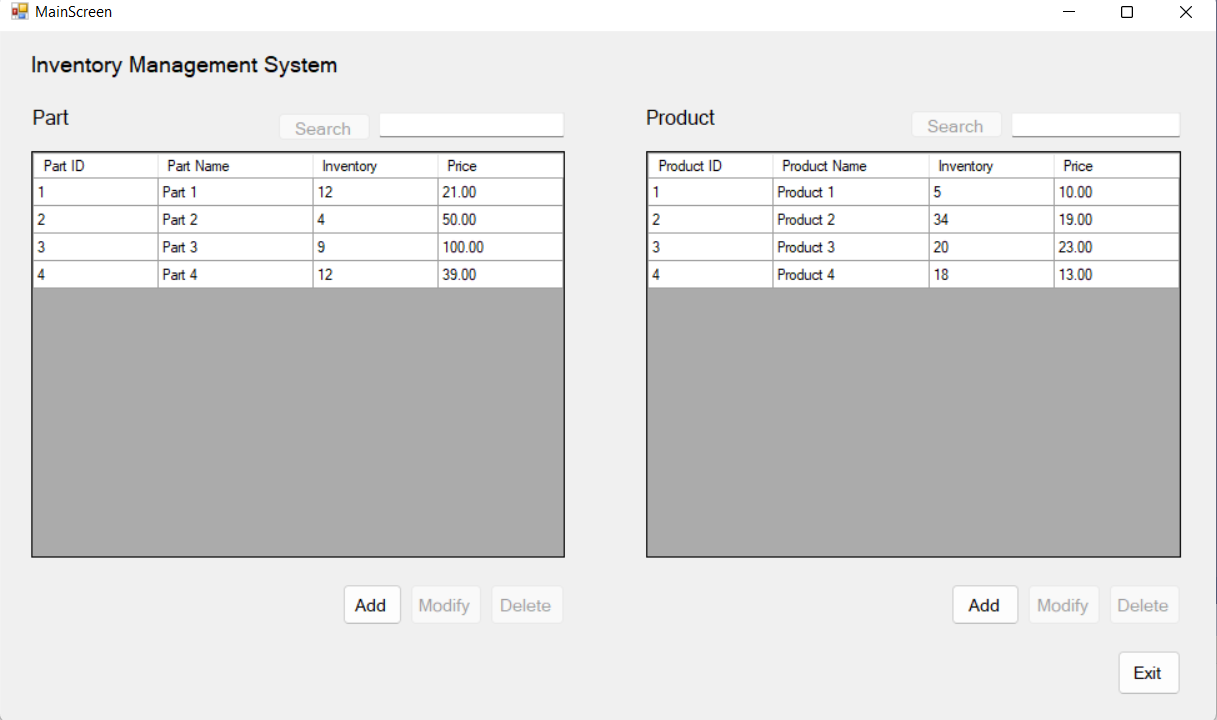 MainScreen
Inventory Management System
Part
Search
Part ID Part Name Inventory Price
1 Part 1 12 21.00
2 Part 2 4 50.00
3 Part 3 9 100.00
4 Part 4 12 39.00
Add Modify Delete
Product
Search
Product ID Product Name Inventory Price
1 Product 1 5 10.00
2 Product 2 34 19.00
3 Product 3 20 23.00
4 Product 4 18 13.00
Add Modify Delete
Exit